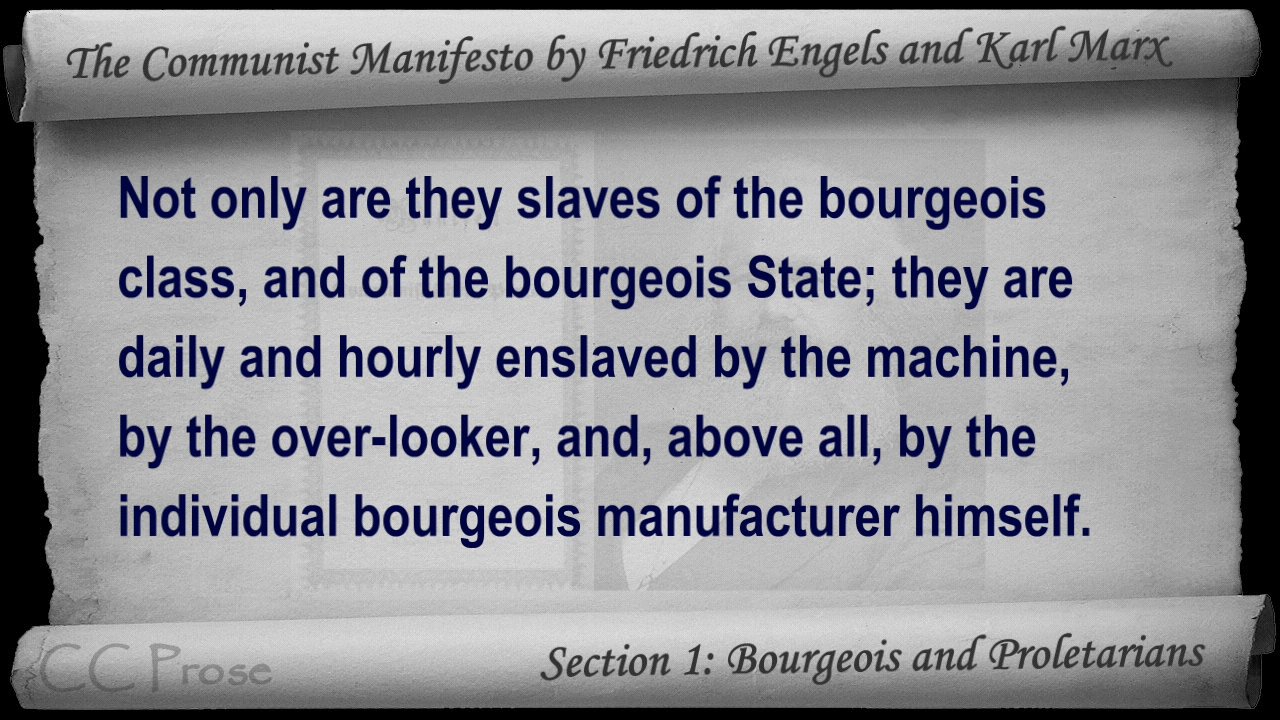 The Communist Manifesto by Friedrich Engels and Karl Marx
Not only are they slaves of the bourgeois
class, and of the bourgeois State; they are
daily and hourly enslaved by the machine,
by the over-looker, and, above all, by the
individual bourgeois manufacturer himself.
CC Prose
Section 1: Bourgeois and Proletarians